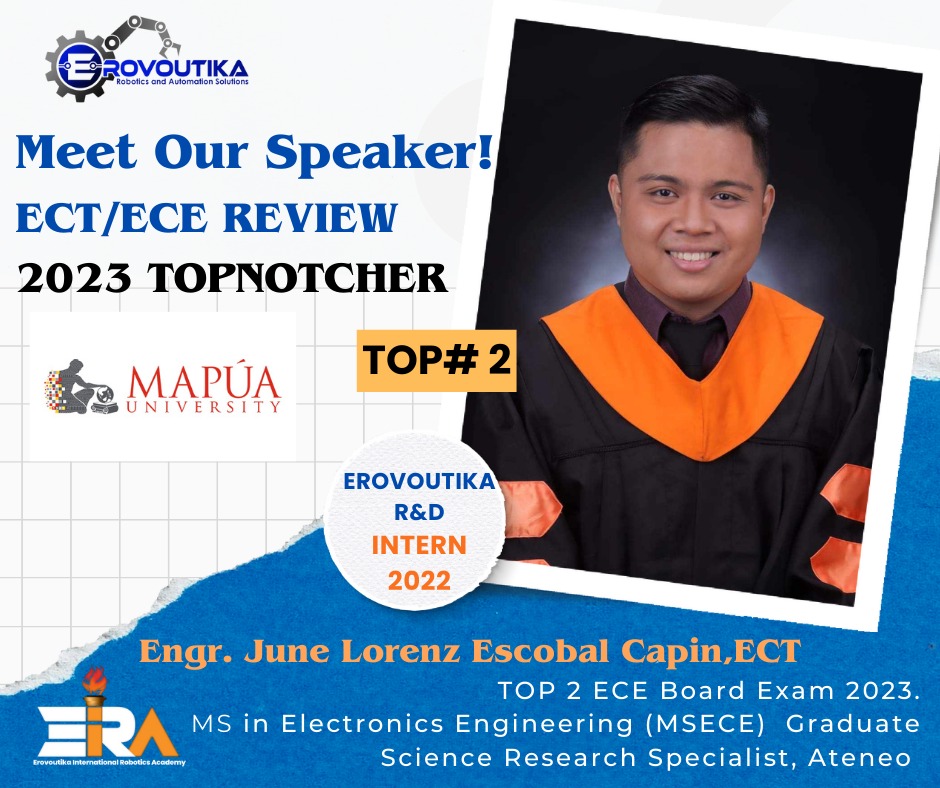 EROVOUTIKA
Robotics and Automation Solutions
Meet Our Speaker!
ECT/ECE REVIEW
2023 TOPNOTCHER
TOP# 2
MAPÚA
UNIVERSITY
EROVOUTIKA
R&D
INTERN
2022
Engr. June Lorenz Escobal Capin,ECT
TOP 2 ECE Board Exam 2023.
MS in Electronics Engineering (MSECE) Graduate
Science Research Specialist, Ateneo
ERA
Erovoutika International Robotics Academy